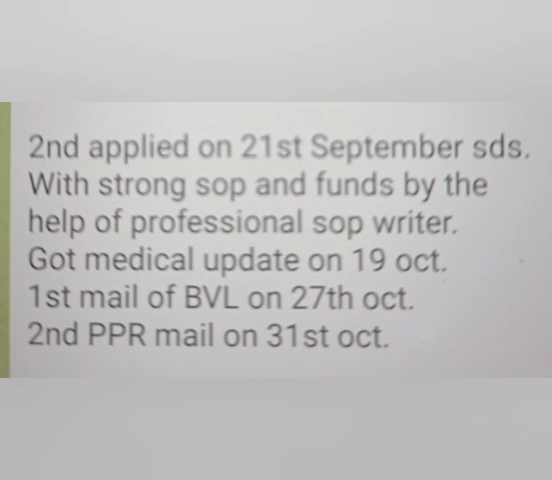 2nd applied on 21st September sds.
With strong sop and funds by the
help of professional sop writer.
Got medical update on 19 oct.
1st mail of BVL on 27th oct.
2nd PPR mail on 31st oct.